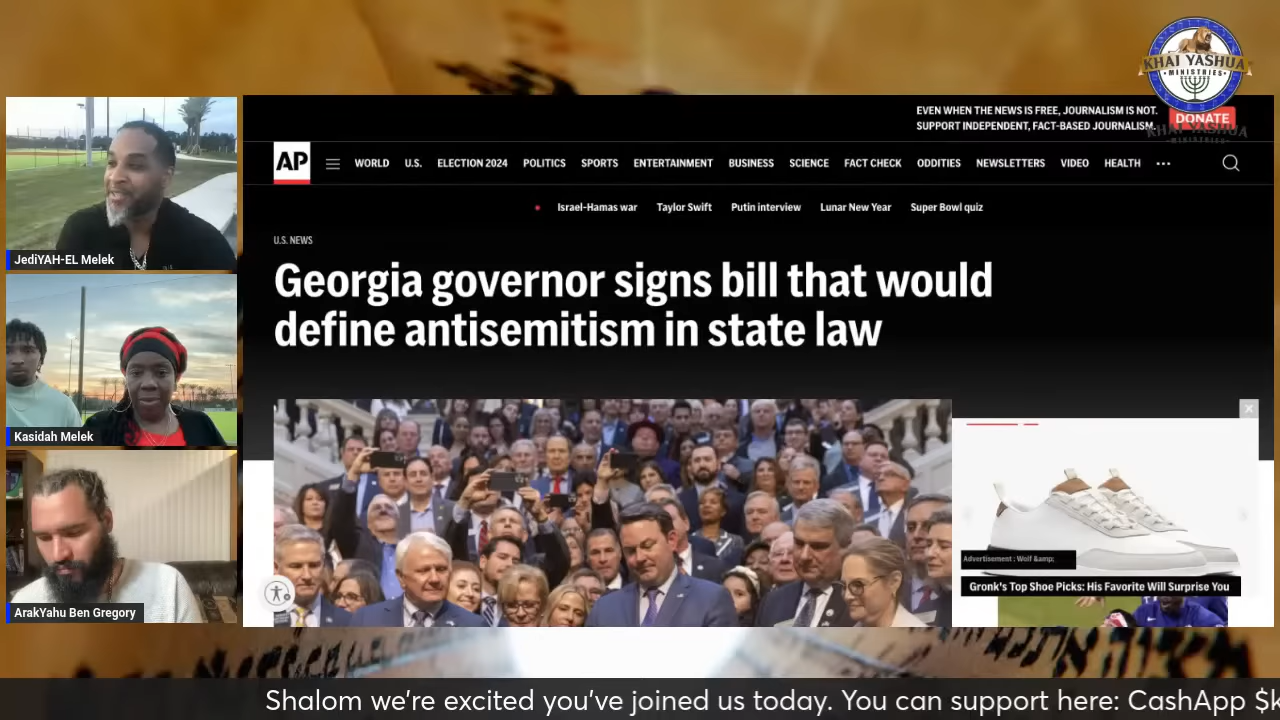 KHAI YASHUA
MINISTRIES
EVEN WHEN THE NEWS IS FREE, JOURNALISM IS NOT.
SUPPORT INDEPENDENT, FACT-BASED JOURNALISM.
DONATE
KHAI YASHUA
MINISTRIES
AP
WORLD U.S. ELECTION 2024 POLITICS SPORTS ENTERTAINMENT BUSINESS SCIENCE FACT CHECK ODDITIES NEWSLETTERS VIDEO HEALTH ...
Israel-Hamas war Taylor Swift Putin interview Lunar New Year Super Bowl quiz
U.S. NEWS
Georgia governor signs bill that would
define antisemitism in state law
JediYAH-EL Melek
Kasidah Melek
ArakYahu Ben Gregory
Advertisement : Wolf &amp;
Gronk's Top Shoe Picks: His Favorite Will Surprise You
Shalom we're excited you've joined us today. You can support here: CashApp $k